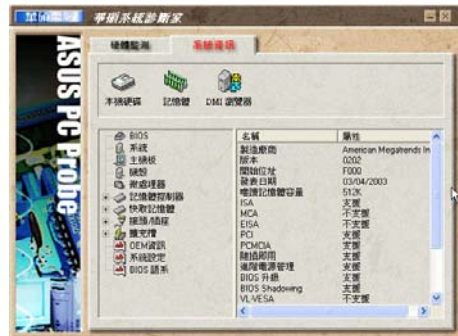 華碩系統診斷家
硬體監測 系統資訊
ASUS PC Probe
本機硬碟 記憶體 DMI 瀏覽器
BIOS
系統
主機板
機殼
微處理器
記憶體控制器
快取記憶體
接頭/插座
擴充槽
OEM資訊
系統設定
BIOS 語系
名稱 屬性
製造廠商 American Megatrends In
版本 0202
開始位址 F000
發表日期 03/04/2003
唯讀記憶體容量 512K
ISA 支援
MCA 不支援
EISA 不支援
PCI 支援
PCMCIA 支援
隨插即用 支援
進階電源管理 支援
BIOS 升級 支援
BIOS Shadowing 支援
VL-VESA 不支援